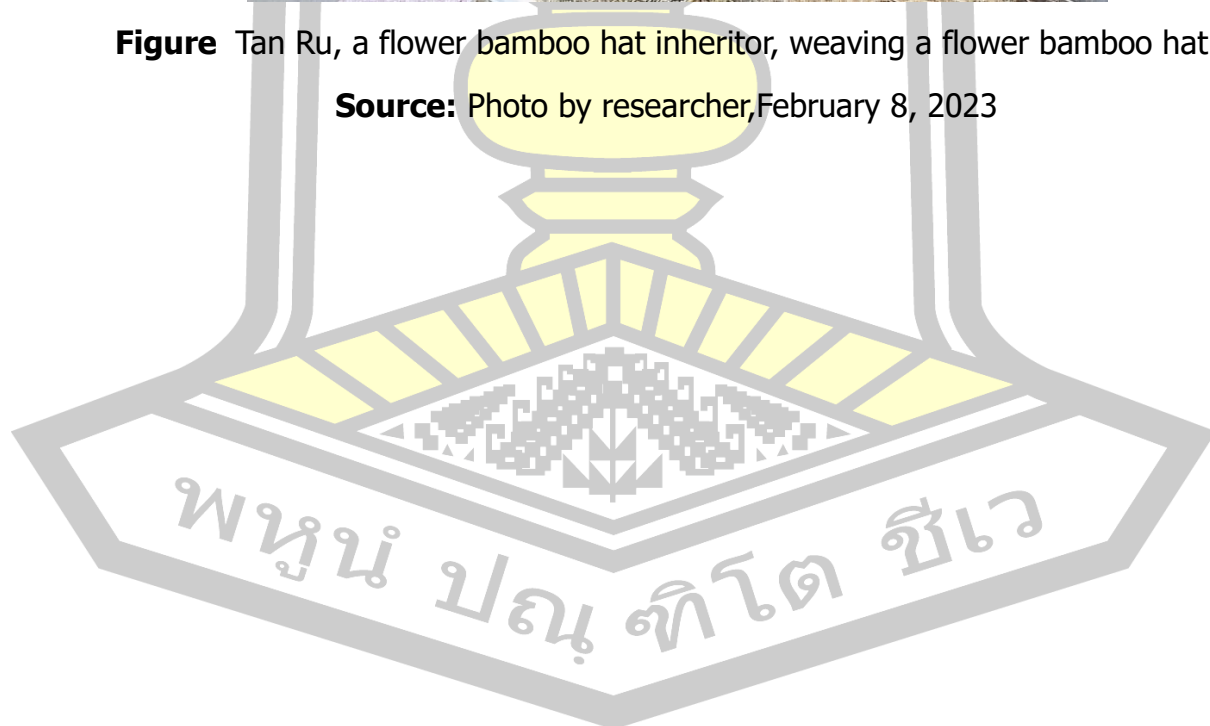 Figure Tan Ru, a flower bamboo hat inheritor, weaving a flower bamboo hat
Source: Photo by researcher,February 8, 2023
พหูนํ ปณฺฑิโต ชีเว